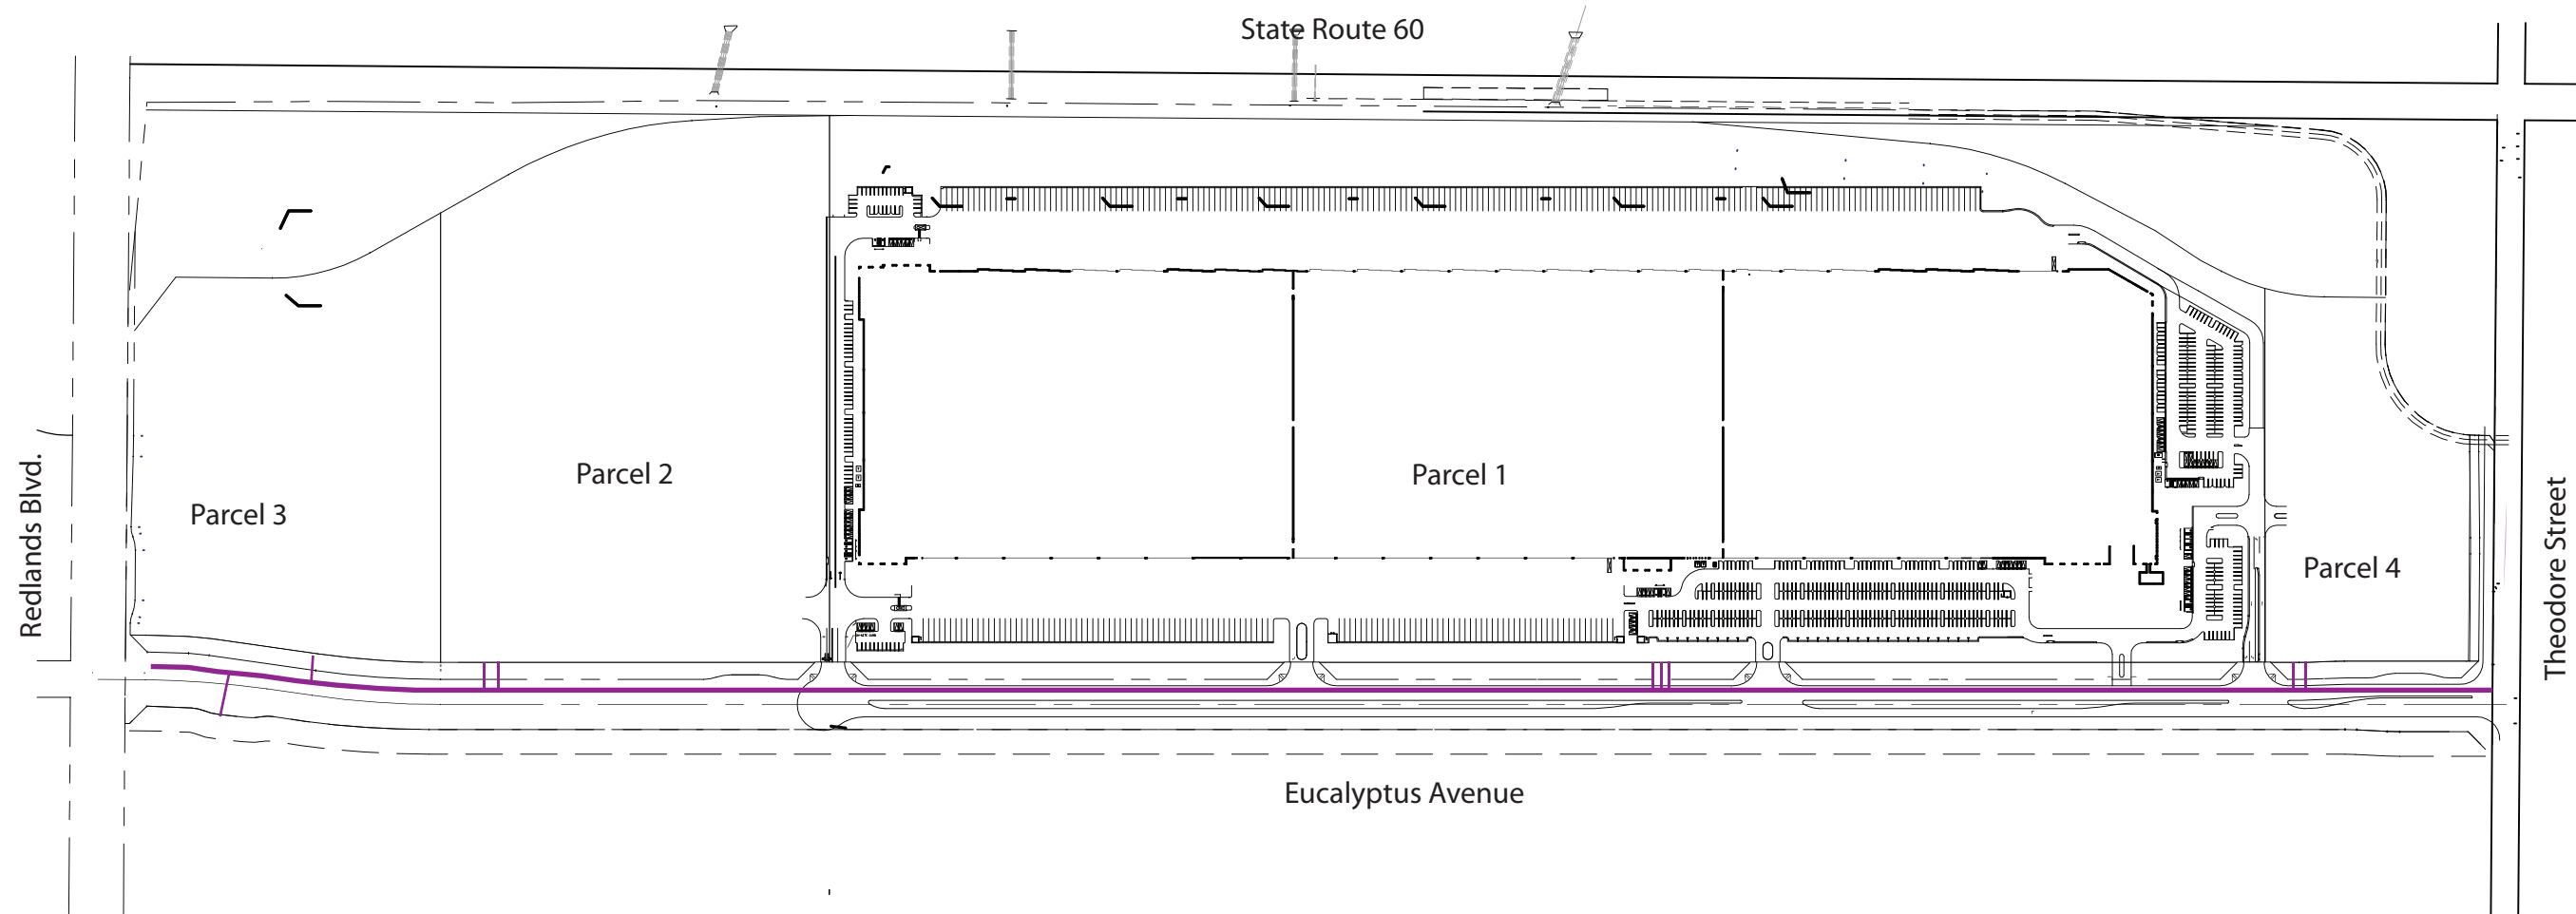 State Route 60
Redlands Blvd.
Parcel 3
Parcel 2
Parcel 1
Parcel 4
Theodore Street
Eucalyptus Avenue